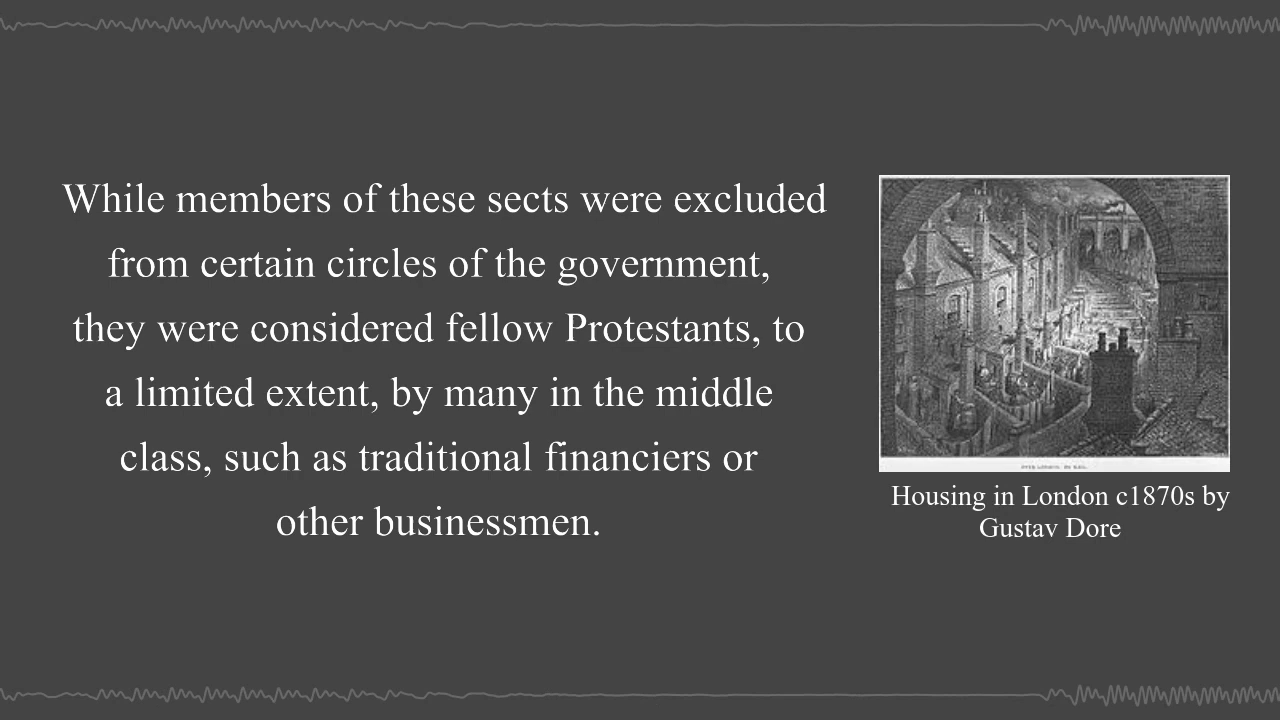 While members of these sects were excluded
from certain circles of the government,
they were considered fellow Protestants, to
a limited extent, by many in the middle
class, such as traditional financiers or
other businessmen.
Housing in London c1870s by
Gustav Dore